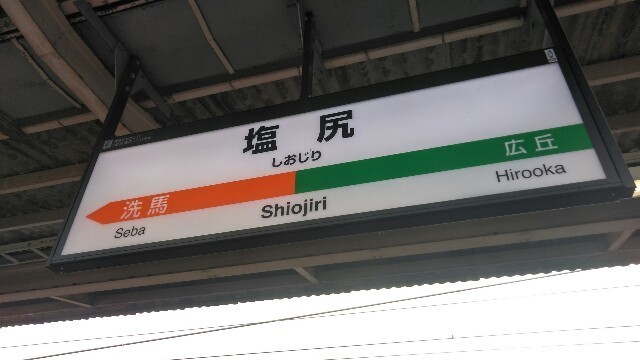 塩尻
しおじり
洗馬
広丘
Seba
Shiojiri
Hirooka